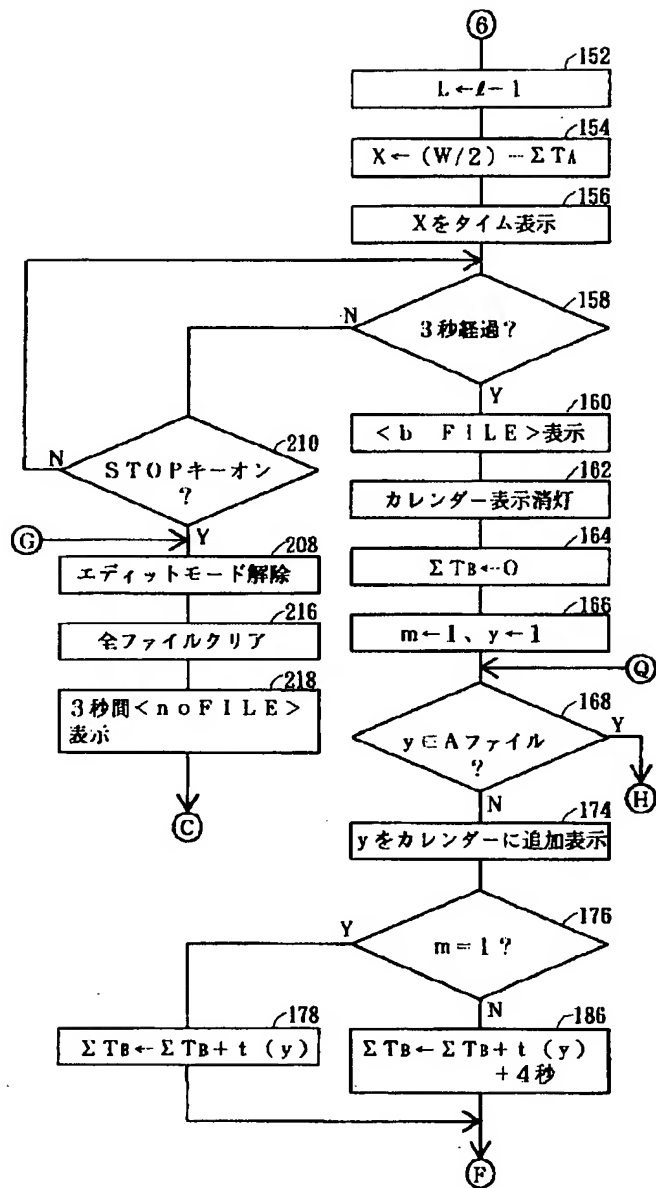 6
152
L←ℓ−1
154
X←(W/2)−ΣTA
156
Xをタイム表示
158
3秒経過?
N
Y
160
<b FILE>表示
210
STOPキーオン
?
N
Y
162
カレンダー表示消灯
G
208
エディットモード解除
164
ΣTB←0
216
全ファイルクリア
166
m←1、y←1
218
3秒間<noFILE>
表示
C
Q
168
y∈Aファイル
?
Y
H
N
174
yをカレンダーに追加表示
176
m=1?
Y
N
178
ΣTB←ΣTB+t(y)
186
ΣTB←ΣTB+t(y)
+4秒
F